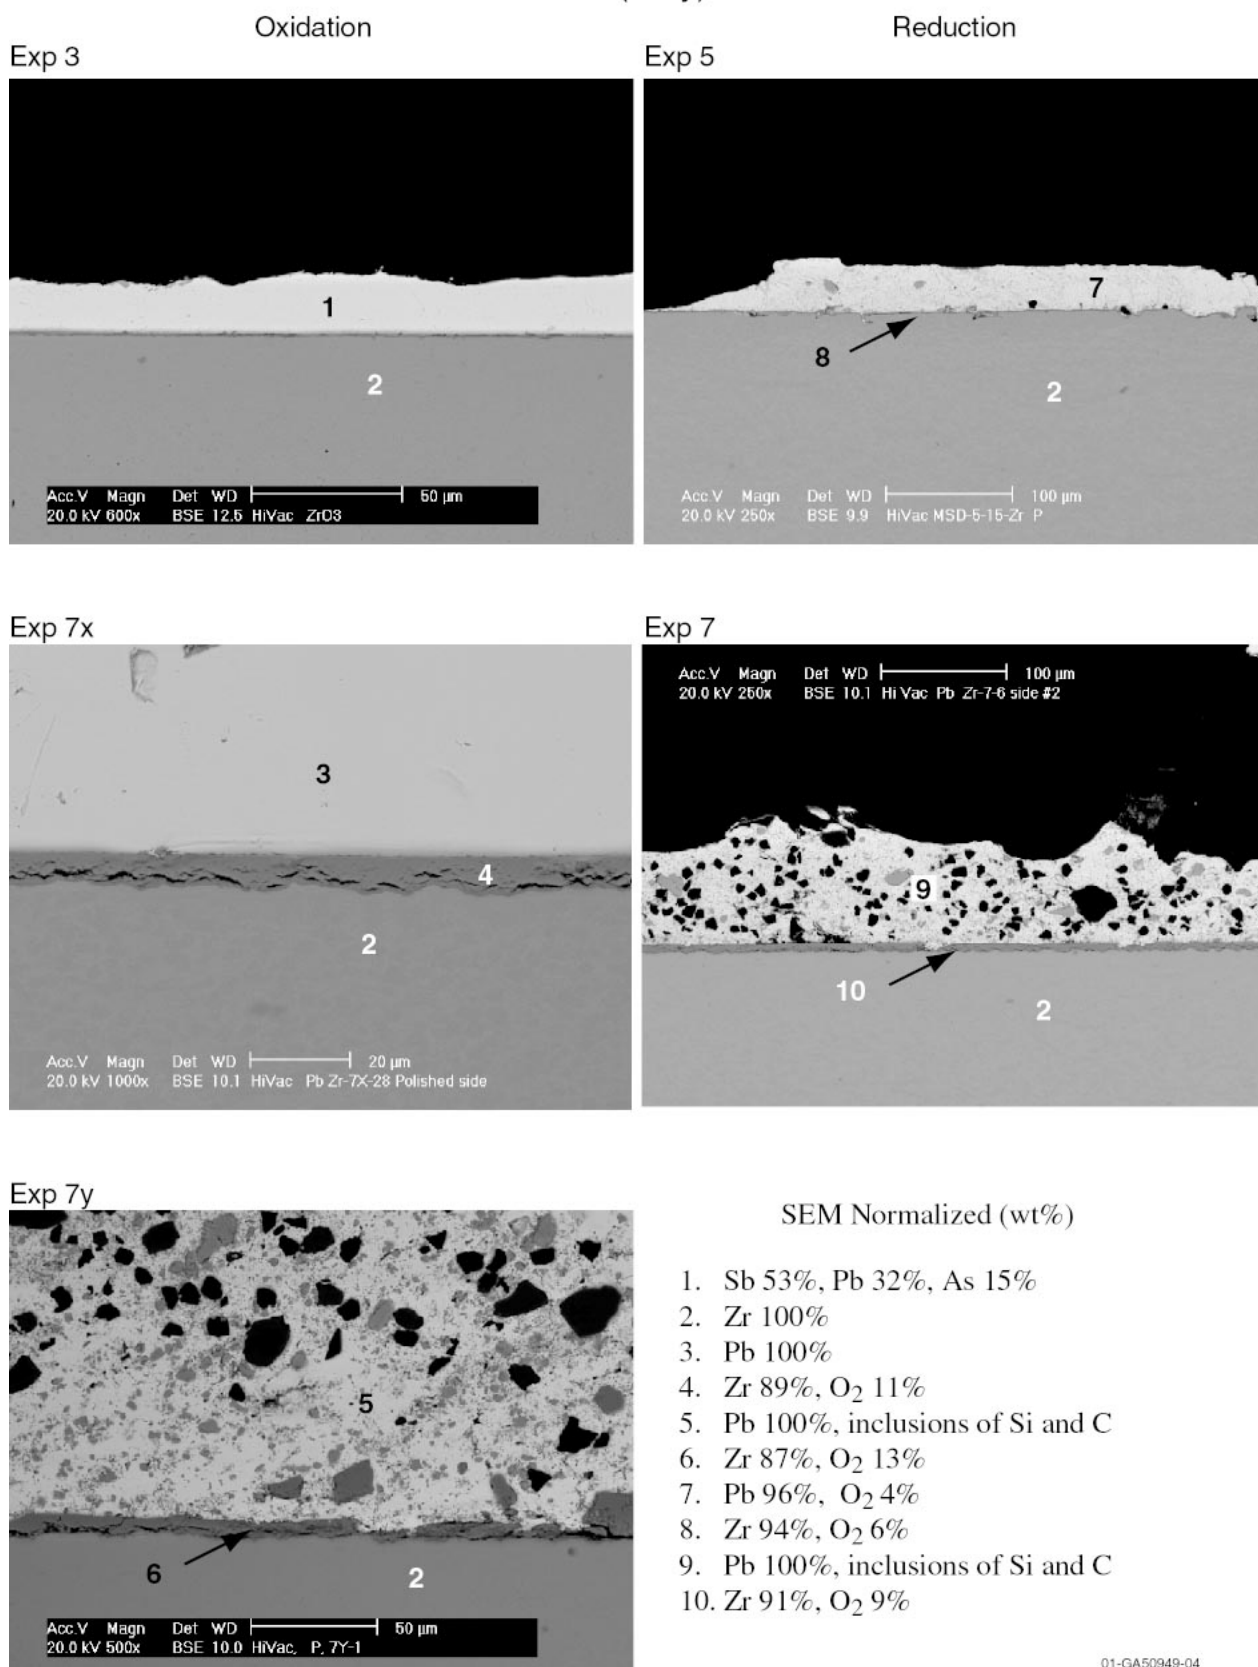 Oxidation
Reduction
Exp 3
Exp 5
1
2
Acc.V Magn Det WD 50 µm
20.0 kV 600x BSE 12.5 HiVac ZrO3
7
8
2
Acc.V Magn Det WD 100 µm
20.0 kV 250x BSE 9.9 HiVac MSD-5-15-Zr P
Exp 7x
Exp 7
3
4
2
Acc.V Magn Det WD 20 µm
20.0 kV 1000x BSE 10.1 HiVac Pb Zr-7X-28 Polished side
Acc.V Magn Det WD 100 µm
20.0 kV 250x BSE 10.1 Hi Vac Pb Zr-7-6 side #2
9
10
2
Exp 7y
5
6
2
Acc.V Magn Det WD 50 µm
20.0 kV 500x BSE 10.0 HiVac, P, 7Y-1
SEM Normalized (wt%)
1. Sb 53%, Pb 32%, As 15%
2. Zr 100%
3. Pb 100%
4. Zr 89%, O₂ 11%
5. Pb 100%, inclusions of Si and C
6. Zr 87%, O₂ 13%
7. Pb 96%, O₂ 4%
8. Zr 94%, O₂ 6%
9. Pb 100%, inclusions of Si and C
10. Zr 91%, O₂ 9%
01-GA50949-04